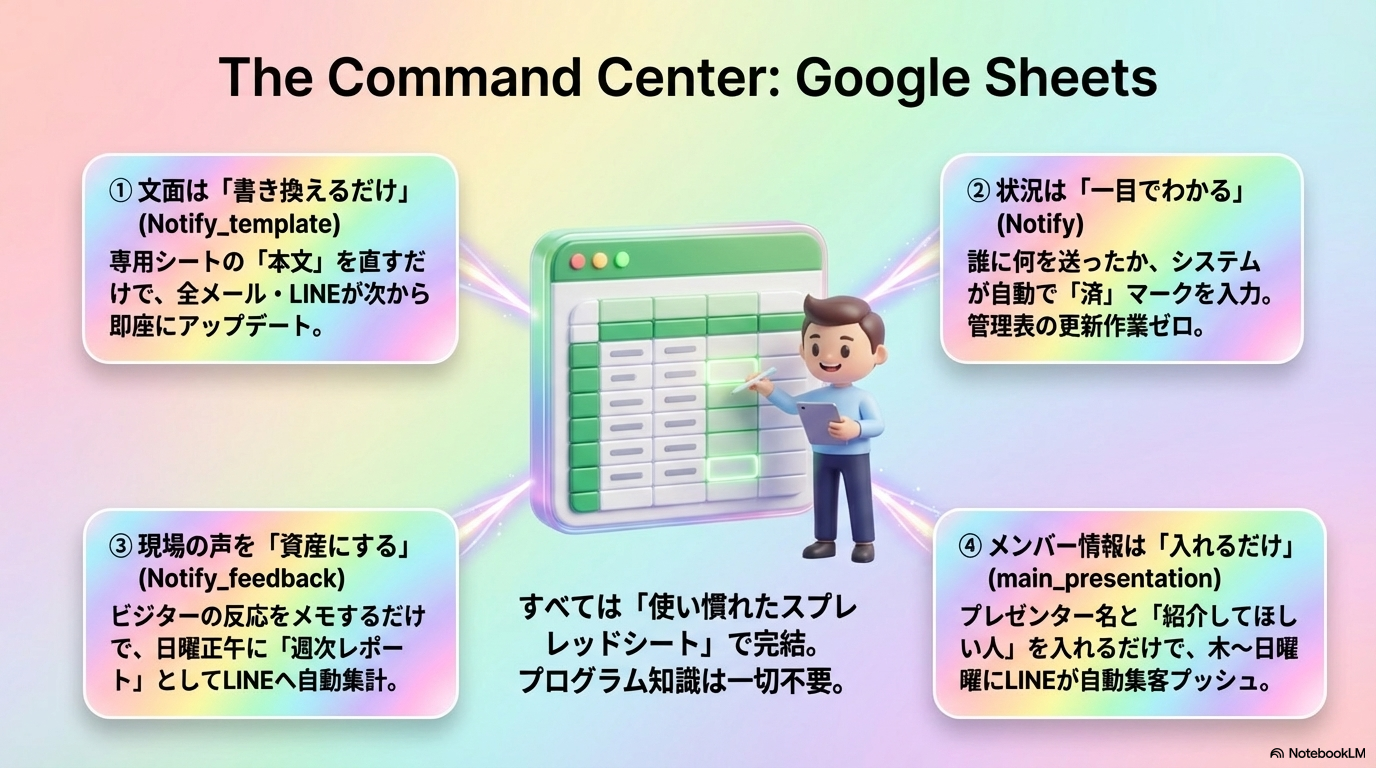 The Command Center: Google Sheets
① 文面は「書き換えるだけ」
(Notify_template)
専用シートの「本文」を直すだ
けで、全メール・LINEが次から
即座にアップデート。
② 状況は「一目でわかる」
(Notify)
誰に何を送ったか、システム
が自動で「済」マークを入力。
管理表の更新作業ゼロ。
③ 現場の声を「資産にする」
(Notify_feedback)
ビジターの反応をメモするだけ
で、日曜正午に「週次レポー
ト」としてLINEへ自動集計。
すべては「使い慣れたスプレ
レッドシート」で完結。
プログラム知識は一切不要。
④ メンバー情報は「入れるだけ」
(main_presentation)
プレゼンター名と「紹介してほし
い人」を入れるだけで、木〜日曜
曜にLINEが自動集客プッシュ。
NotebookLM